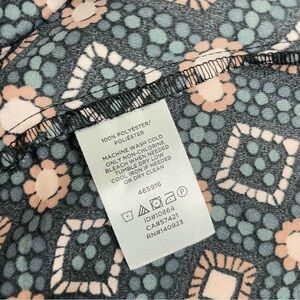 100% POLYESTER/
POLIESTER
MACHINE WASH COLD
ONLY NON-CHLORINE
BLEACH WHEN NEEDED
TUMBLE DRY LOW
COOL IRON IF NEEDED
OR DRY CLEAN
465916
ID#10864
CA#57421
RN#140923